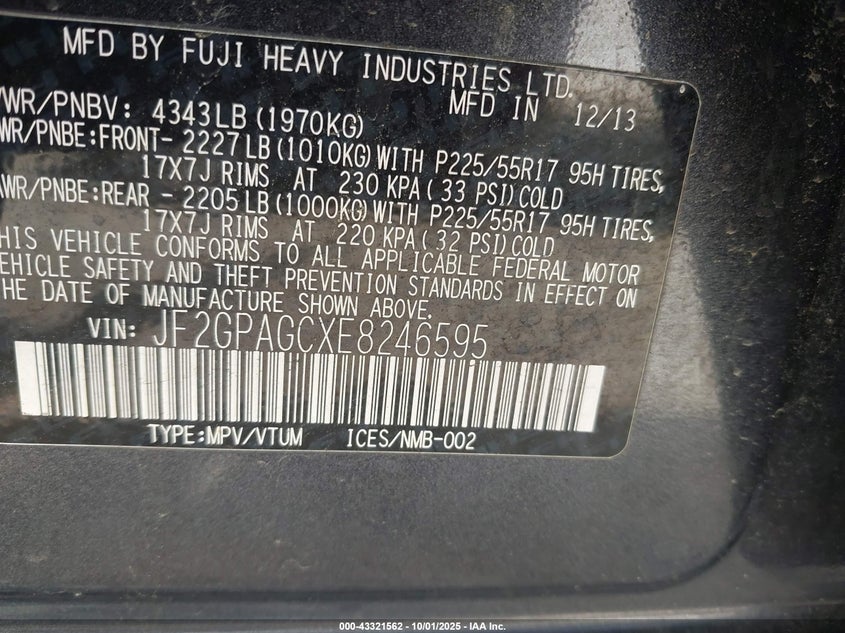 MFD BY FUJI HEAVY INDUSTRIES LTD.
MFD IN 12/13
WR/PNBV: 4343LB (1970KG)
WR/PNBE:FRONT- 2227LB (1010KG) WITH P225/55R17 95H TIRES,
17X7J RIMS AT 230 KPA ( 33 PSI) COLD
AWR/PNBE:REAR - 2205LB (1000KG) WITH P225/55R17 95H TIRES,
17X7J RIMS AT 220 KPA ( 32 PSI) COLD
HIS VEHICLE CONFORMS TO ALL APPLICABLE FEDERAL MOTOR
EHICLE SAFETY AND THEFT PREVENTION STANDARDS IN EFFECT ON
HE DATE OF MANUFACTURE SHOWN ABOVE.
VIN: JF2GPAGCXE8246595
TYPE:MPV/VTUM ICES/NMB-002
000-43321562 - 10/01/2025 - IAA Inc.